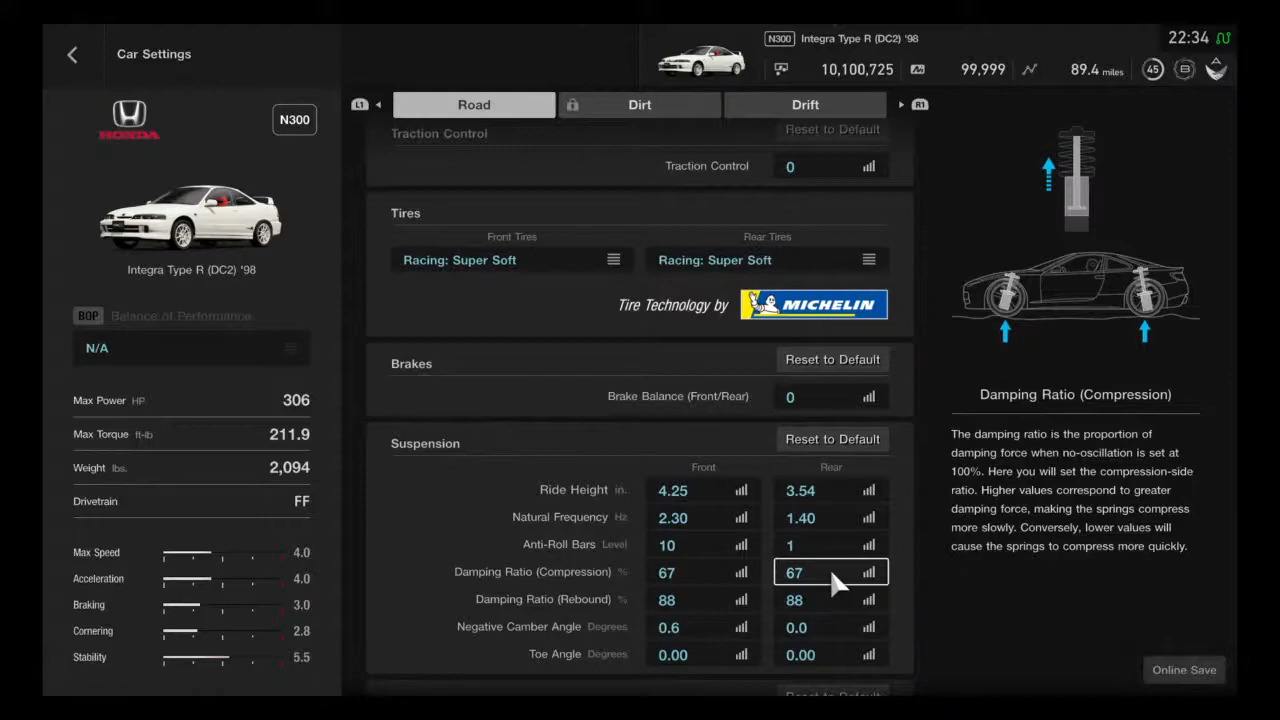 Car Settings
N300 Integra Type R (DC2) '98
22:34
10,100,725
99,999
89.4 miles
45
B
HONDA
N300
Integra Type R (DC2) '98
BOP Balance of Performance
N/A
Max Power HP 306
Max Torque ft-lb 211.9
Weight lbs. 2,094
Drivetrain FF
Max Speed 4.0
Acceleration 4.0
Braking 3.0
Cornering 2.8
Stability 5.5
L1 Road Dirt Drift R1
Traction Control Reset to Default
Traction Control 0
Tires
Front Tires Rear Tires
Racing: Super Soft Racing: Super Soft
Tire Technology by MICHELIN
Brakes Reset to Default
Brake Balance (Front/Rear) 0
Suspension Reset to Default
Front Rear
Ride Height in. 4.25 3.54
Natural Frequency Hz 2.30 1.40
Anti-Roll Bars Level 10 1
Damping Ratio (Compression) % 67 67
Damping Ratio (Rebound) % 88 88
Negative Camber Angle Degrees 0.6 0.0
Toe Angle Degrees 0.00 0.00
Reset to Default
Damping Ratio (Compression)
The damping ratio is the proportion of
damping force when no-oscillation is set at
100%. Here you will set the compression-side
ratio. Higher values correspond to greater
damping force, making the springs compress
more slowly. Conversely, lower values will
cause the springs to compress more quickly.
Online Save